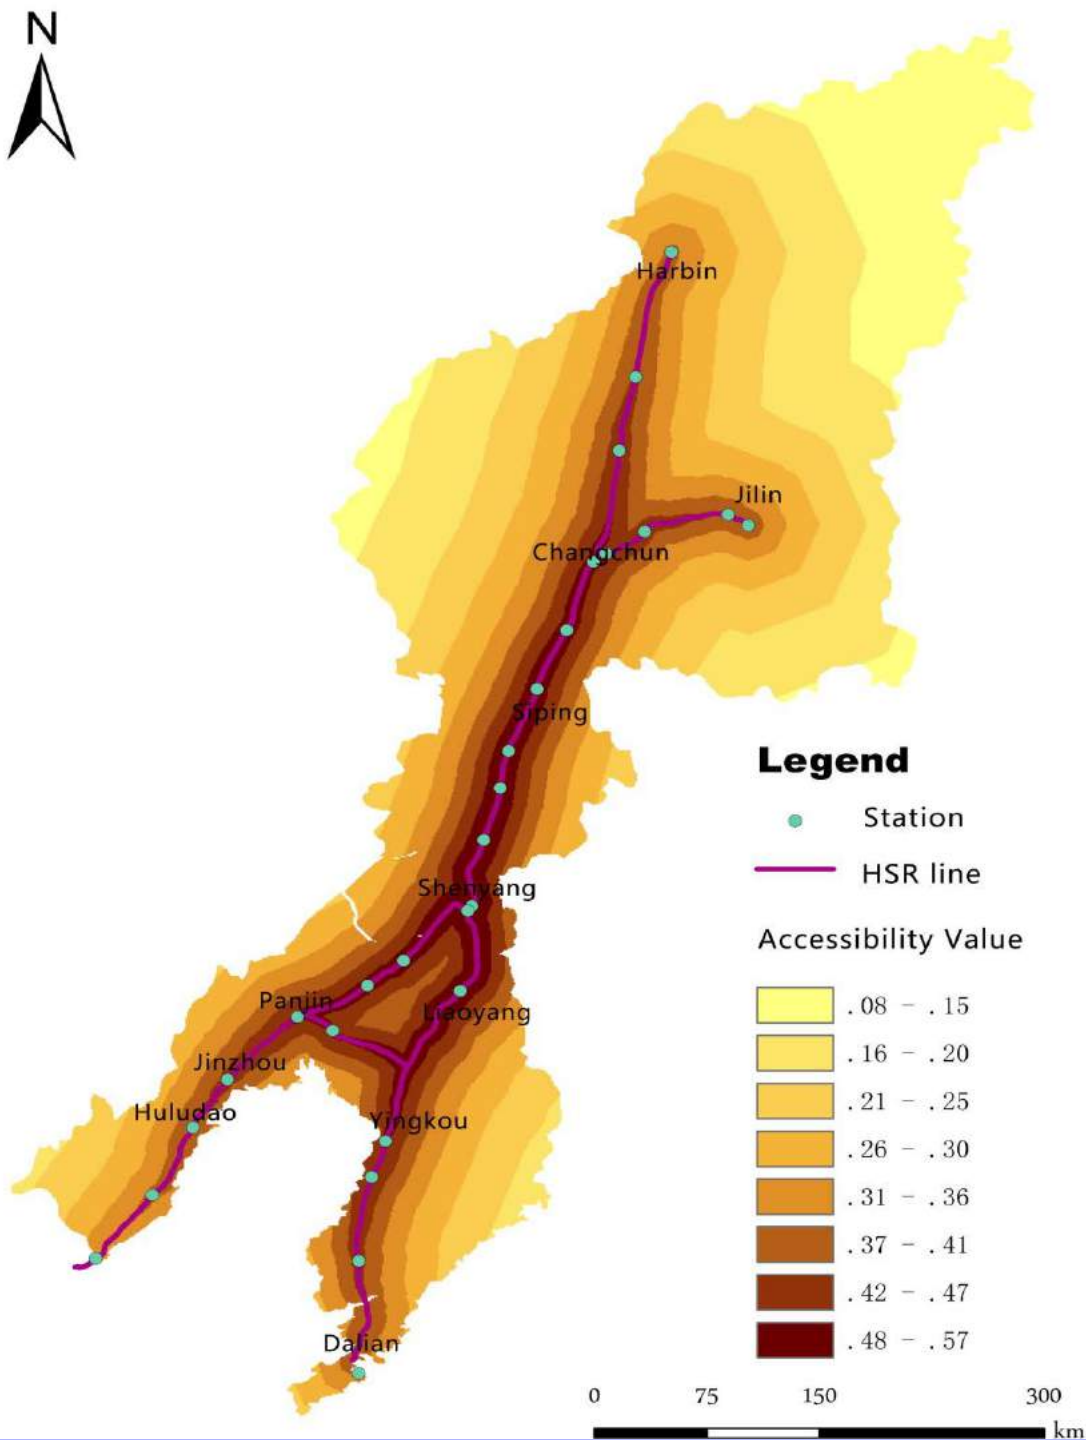 N
Harbin
Jilin
Changchun
Siping
Legend
Station
Shenyang
HSR line
Accessibility Value
Panjin
Liaoyang
.08 - .15
.16 - .20
Jinzhou
.21 - .25
Huludao
Yingkou
.26 - .30
.31 - .36
.37 - .41
.42 - .47
Dalian
.48 - .57
0 75 150 300
km